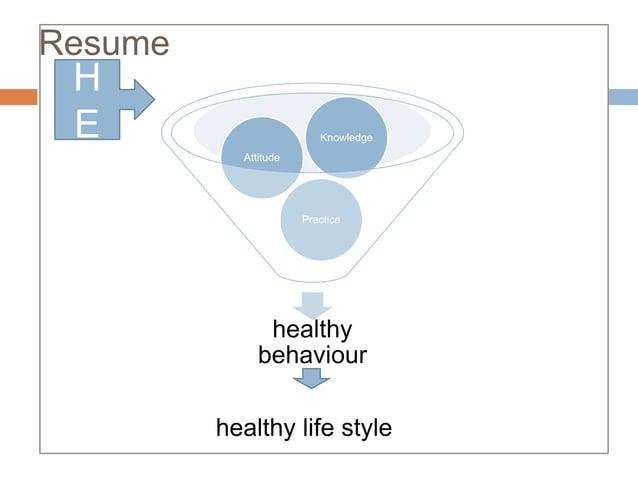 Resume
H
E
Knowledge
Attitude
Practice
healthy
behaviour
healthy life style